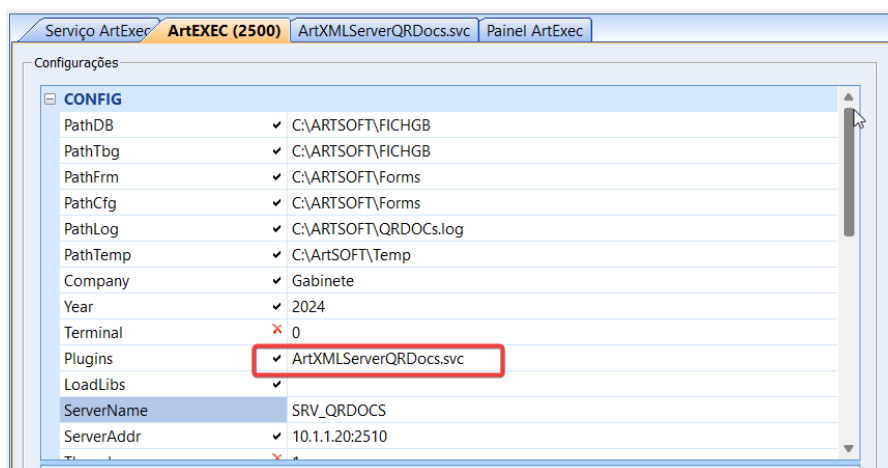 Serviço ArtExec ArtEXEC (2500) ArtXMLServerQRDocs.svc Painel ArtExec
Configurações
CONFIG
PathDB C:\ARTSOFT\FICHGB
PathTbg C:\ARTSOFT\FICHGB
PathFrm C:\ARTSOFT\Forms
PathCfg C:\ARTSOFT\Forms
PathLog C:\ARTSOFT\QRDOCs.log
PathTemp C:\ArtSOFT\Temp
Company Gabinete
Year 2024
Terminal 0
Plugins ArtXMLServerQRDocs.svc
LoadLibs
ServerName SRV_QRDOCS
ServerAddr 10.1.1.20:2510